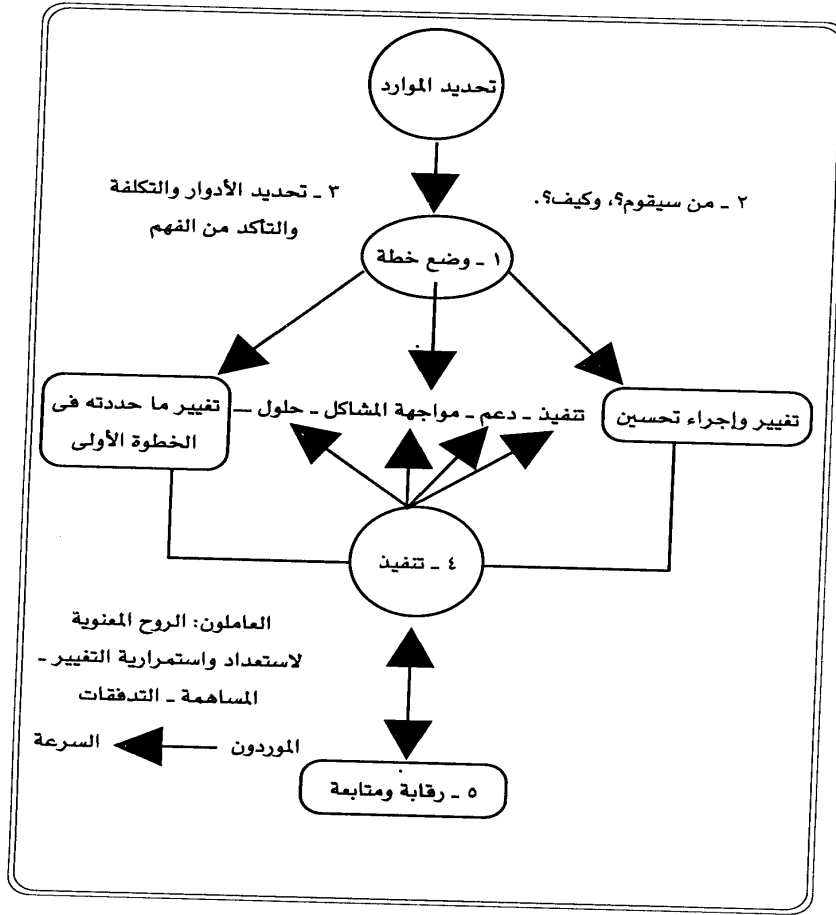 تحديد الموارد
٢ ـ من سيقوم؟، وكيف؟.
٣ ـ تحديد الأدوار والتكلفة
والتأكد من الفهم
١ ـ وضع خطة
تغيير وإجراء تحسين
تنفيذ ـ دعم ـ مواجهة المشاكل ـ حلول ــ
تغيير ما حددته فى
الخطوة الأولى
٤ ـ تنفيذ
العاملون: الروح المعنوية
لاستعداد واستمرارية التغيير ـ
المساهمة ـ التدفقات
الموردون
السرعة
٥ ـ رقابة ومتابعة